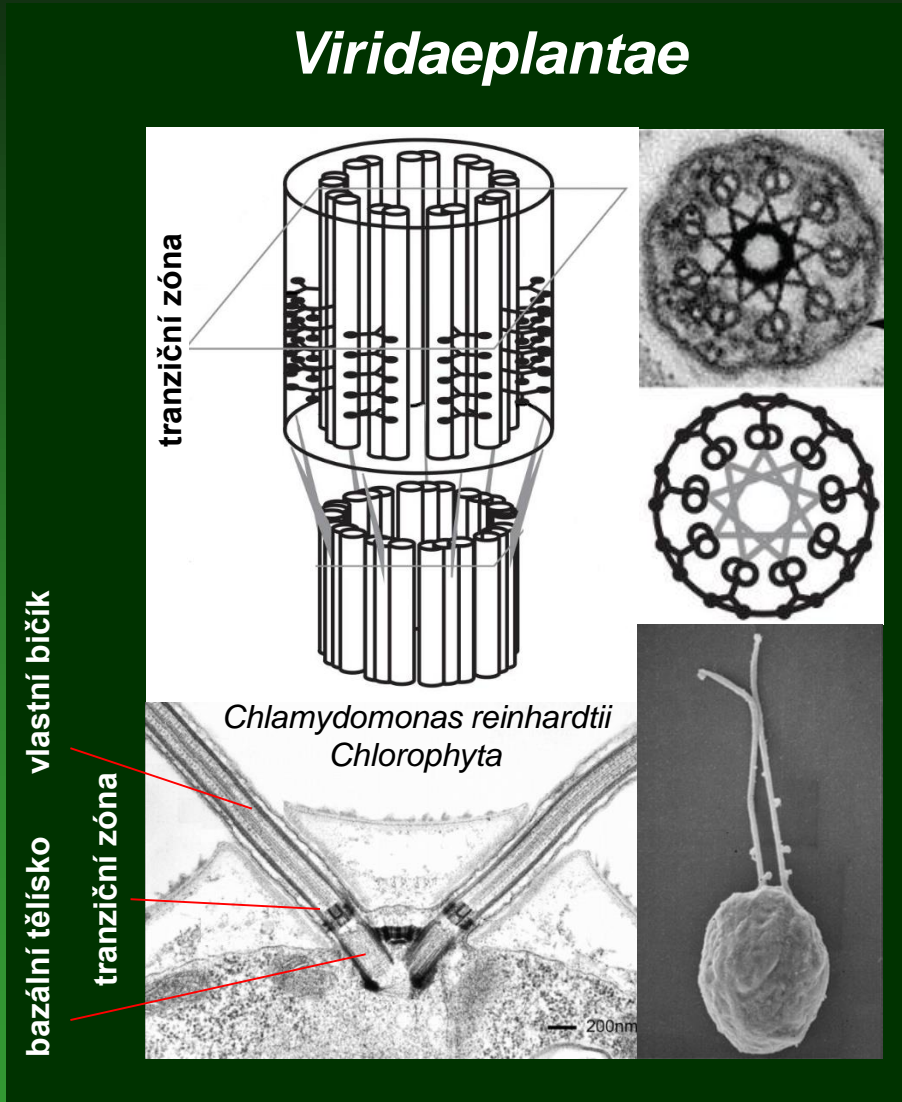 Viridaeplantae
tranziční zóna
Chlamydomonas reinhardtii
Chlorophyta
vlastní bičík
tranziční zóna
bazální tělísko
200nm